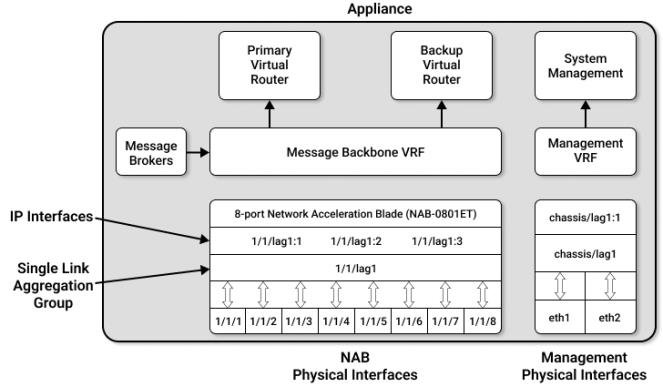 Appliance
Primary
Virtual
Router
Backup
Virtual
Router
System
Management
Message
Brokers
Message Backbone VRF
Management
VRF
IP Interfaces
8-port Network Acceleration Blade (NAB-0801ET)
1/1/lag1:1 1/1/lag1:2 1/1/lag1:3
chassis/lag1:1
Single Link
Aggregation
Group
1/1/lag1
chassis/lag1
1/1/1 1/1/2 1/1/3 1/1/4 1/1/5 1/1/6 1/1/7 1/1/8
eth1 eth2
NAB
Physical Interfaces
Management
Physical Interfaces